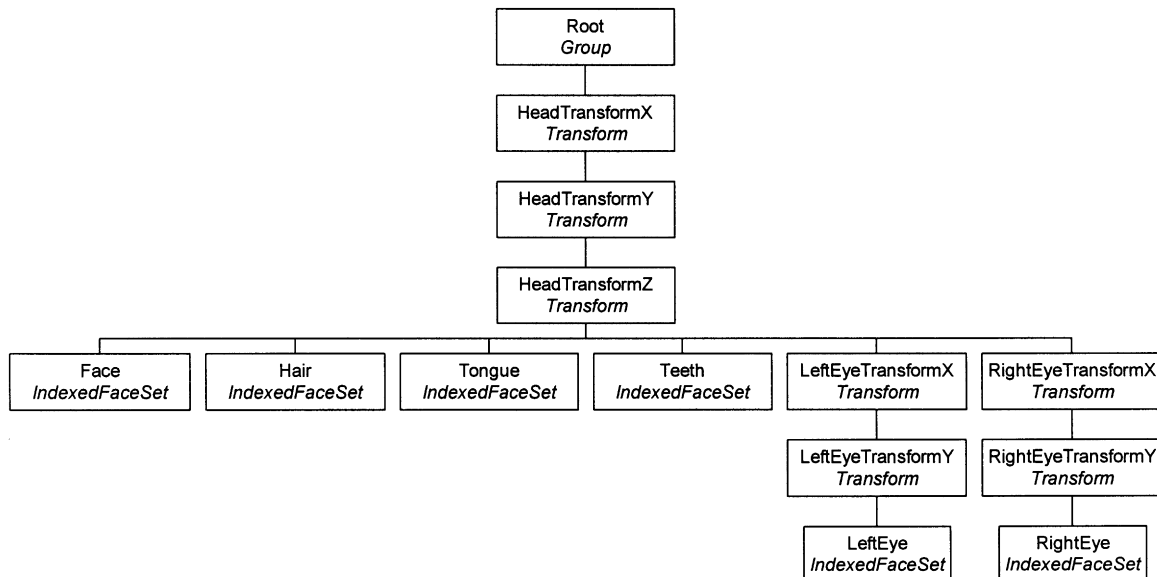 Root
Group
HeadTransformX
Transform
HeadTransformY
Transform
HeadTransformZ
Transform
Face
IndexedFaceSet
Hair
IndexedFaceSet
Tongue
IndexedFaceSet
Teeth
IndexedFaceSet
LeftEyeTransformX
Transform
RightEyeTransformX
Transform
LeftEyeTransformY
Transform
RightEyeTransformY
Transform
LeftEye
IndexedFaceSet
RightEye
IndexedFaceSet